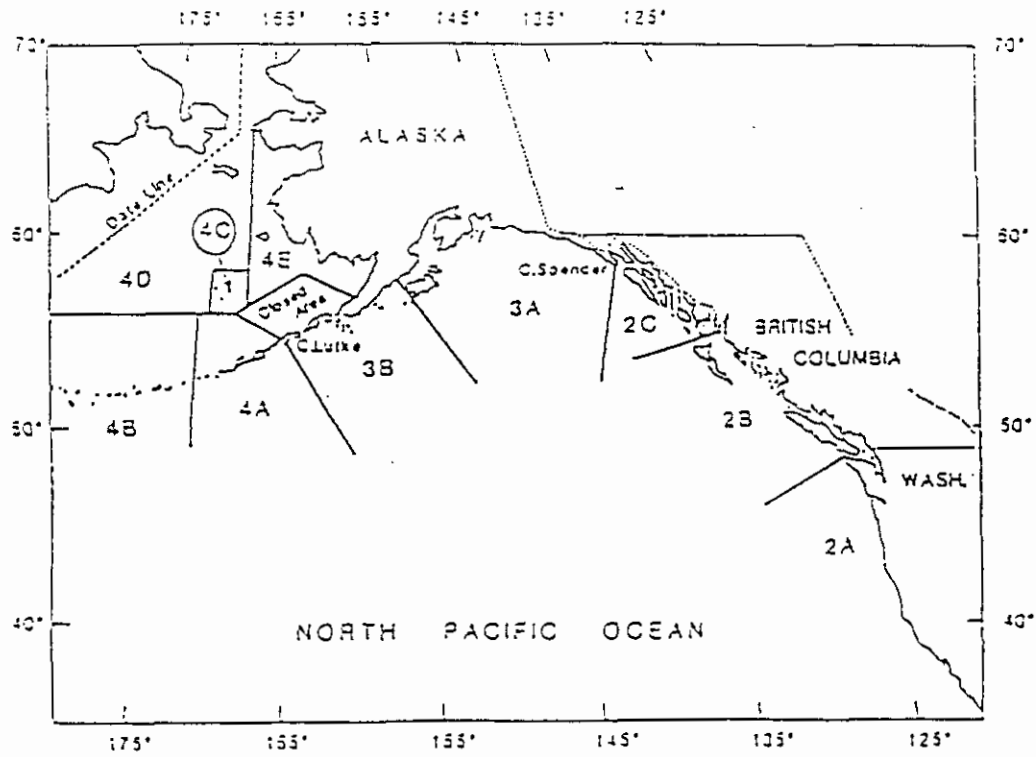 175° 165° 155° 145° 135° 125°
70° 70°
ALASKA
Date Line
4C
60° 60°
4D
4E
C.Spencer
Closed Area
3A
2C
BRITISH
COLUMBIA
C.Lutke
3B
4B
4A
2B
50° 50°
WASH.
2A
NORTH PACIFIC OCEAN
40° 40°
175° 165° 155° 145° 135° 125°